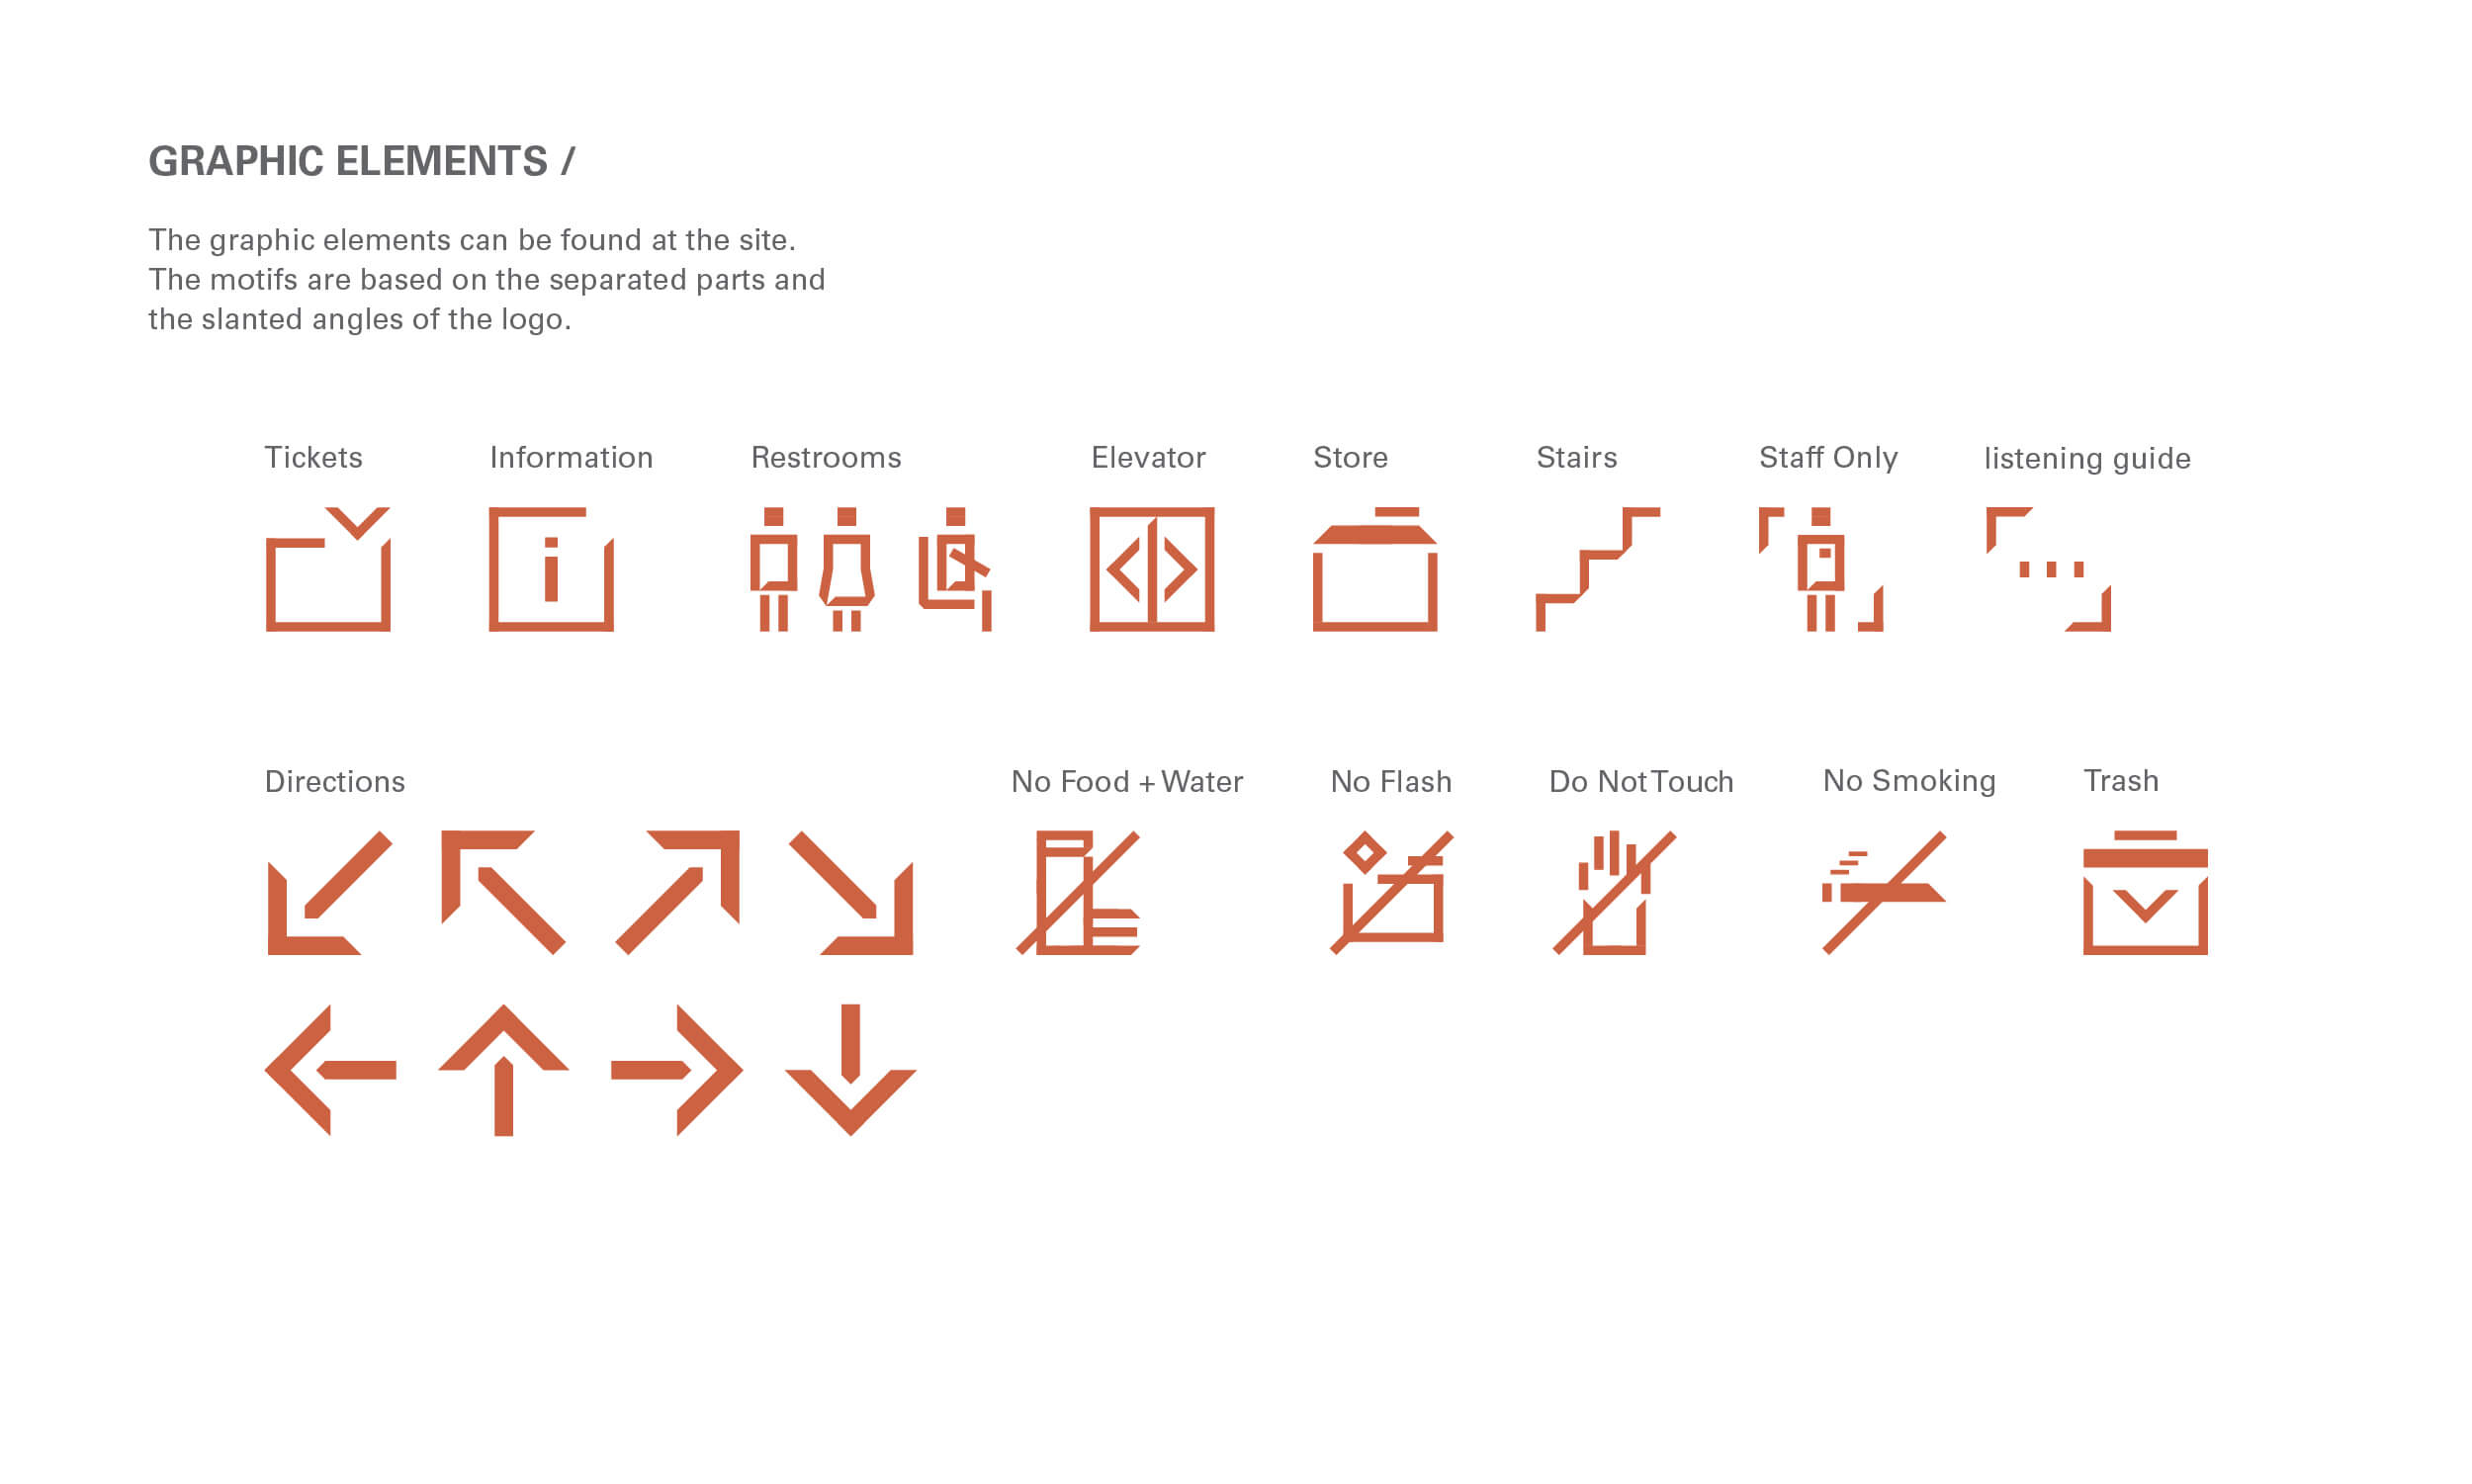 GRAPHIC ELEMENTS /
The graphic elements can be found at the site.
The motifs are based on the separated parts and
the slanted angles of the logo.
Tickets
Information
Restrooms
Elevator
Store
Stairs
Staff Only
listening guide
i
Directions
No Food + Water
No Flash
Do Not Touch
No Smoking
Trash